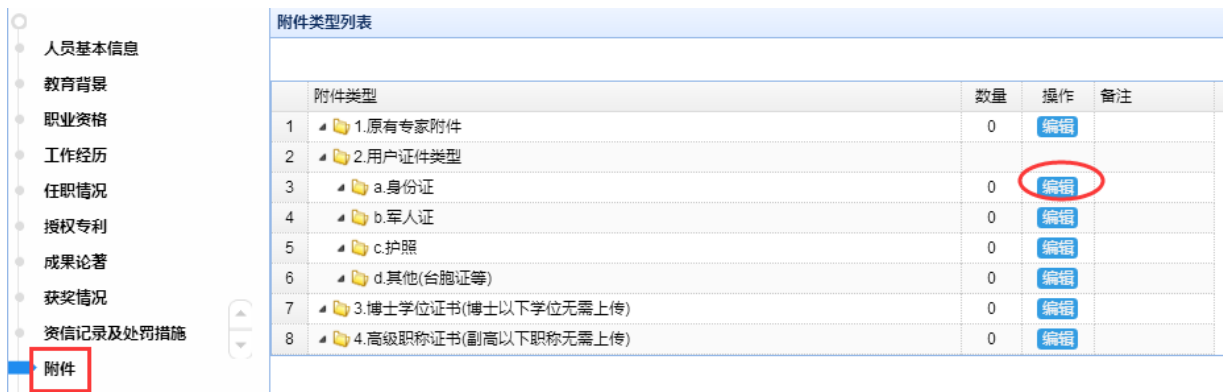 人员基本信息
教育背景
职业资格
工作经历
任职情况
授权专利
成果论著
获奖情况
资信记录及处罚措施
附件
附件类型列表
附件类型 数量 操作 备注
1 1.原有专家附件 0 编辑
2 2.用户证件类型
3 a.身份证 0 编辑
4 b.军人证 0 编辑
5 c.护照 0 编辑
6 d.其他(台胞证等) 0 编辑
7 3.博士学位证书(博士以下学位无需上传) 0 编辑
8 4.高级职称证书(副高以下职称无需上传) 0 编辑